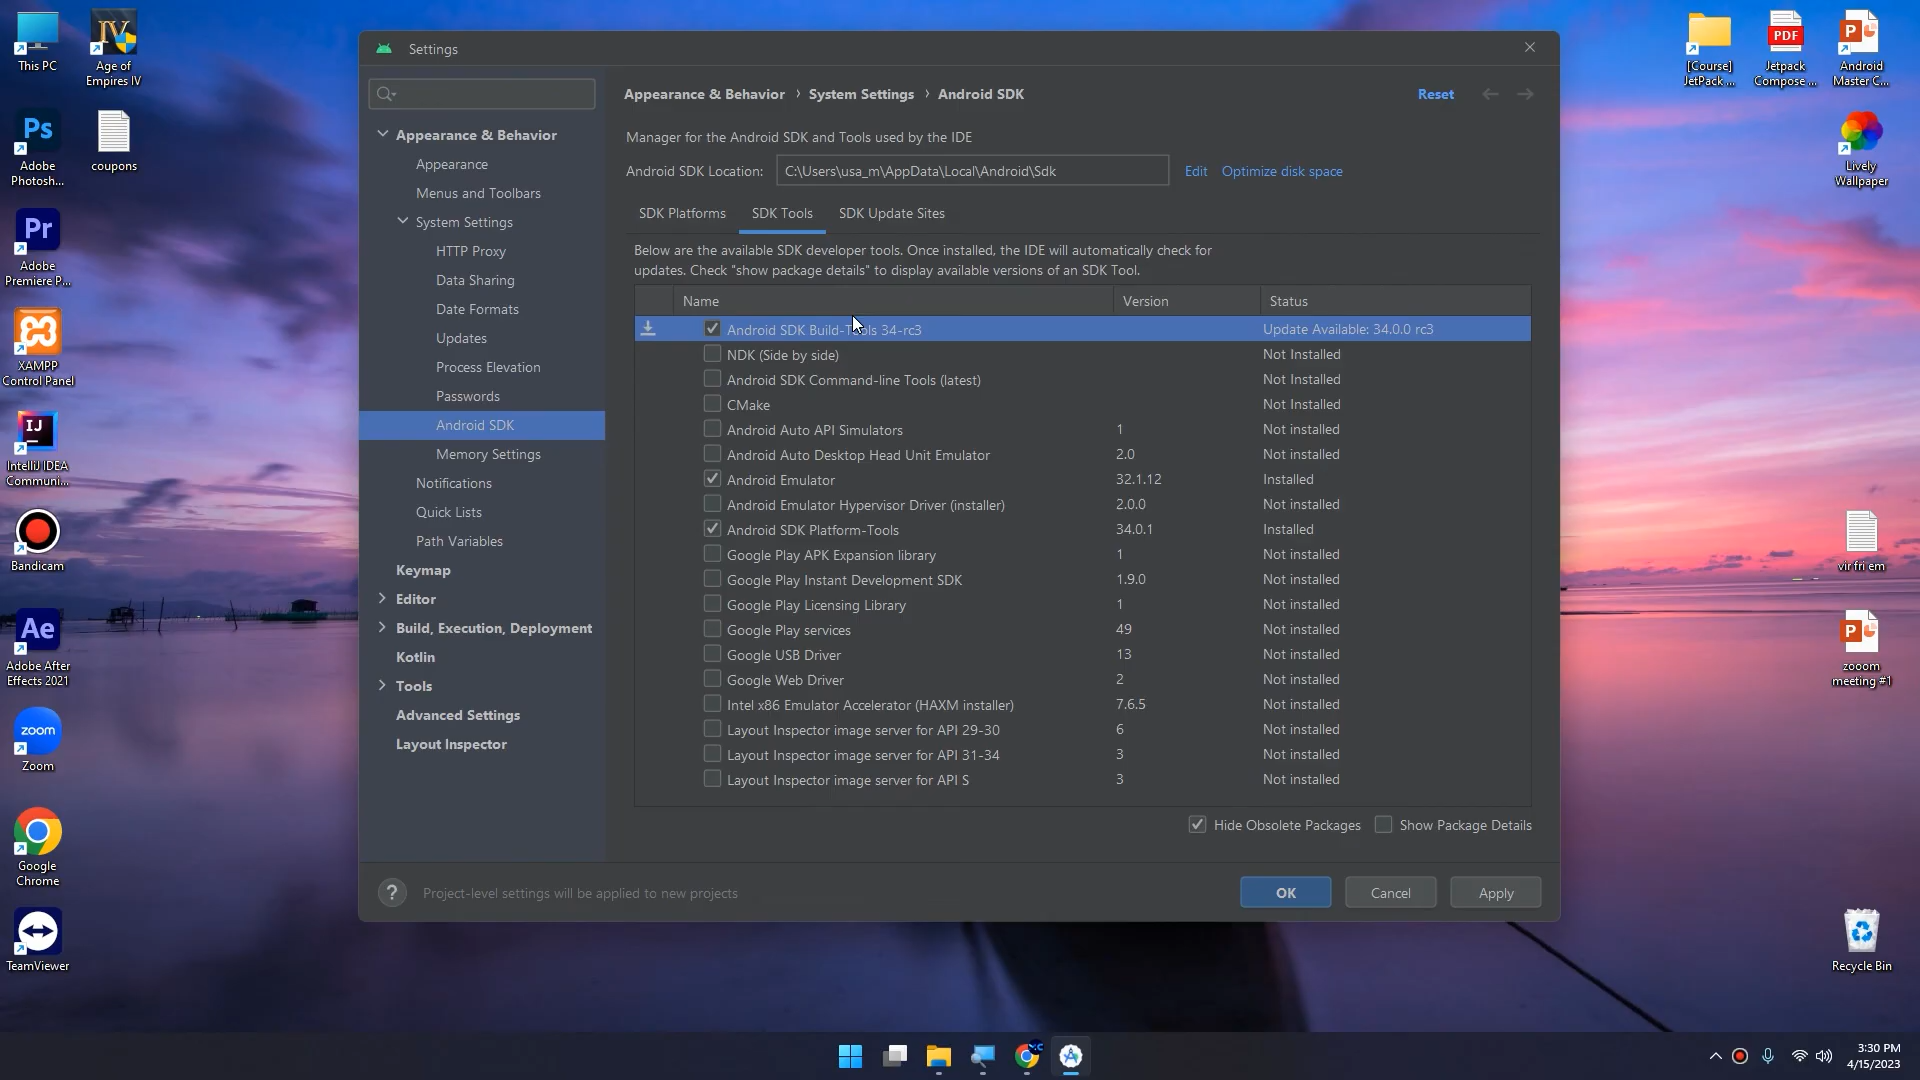 This PC
Age of
Empires IV
Ps
Adobe
Photosh...
coupons
Pr
Adobe
Premiere P...
XAMPP
Control Panel
IJ
IntelliJ IDEA
Communi...
Bandicam
Ae
Adobe After
Effects 2021
zoom
Zoom
Google
Chrome
TeamViewer
Settings
Appearance & Behavior
Appearance
Menus and Toolbars
System Settings
HTTP Proxy
Data Sharing
Date Formats
Updates
Process Elevation
Passwords
Android SDK
Memory Settings
Notifications
Quick Lists
Path Variables
Keymap
Editor
Build, Execution, Deployment
Kotlin
Tools
Advanced Settings
Layout Inspector
Appearance & Behavior › System Settings › Android SDK
Reset
Manager for the Android SDK and Tools used by the IDE
Android SDK Location: C:\Users\usa_m\AppData\Local\Android\Sdk Edit Optimize disk space
SDK Platforms SDK Tools SDK Update Sites
Below are the available SDK developer tools. Once installed, the IDE will automatically check for
updates. Check "show package details" to display available versions of an SDK Tool.
Name Version Status
Android SDK Build-Tools 34-rc3 Update Available: 34.0.0 rc3
NDK (Side by side) Not Installed
Android SDK Command-line Tools (latest) Not Installed
CMake Not Installed
Android Auto API Simulators 1 Not installed
Android Auto Desktop Head Unit Emulator 2.0 Not installed
Android Emulator 32.1.12 Installed
Android Emulator Hypervisor Driver (installer) 2.0.0 Not installed
Android SDK Platform-Tools 34.0.1 Installed
Google Play APK Expansion library 1 Not installed
Google Play Instant Development SDK 1.9.0 Not installed
Google Play Licensing Library 1 Not installed
Google Play services 49 Not installed
Google USB Driver 13 Not installed
Google Web Driver 2 Not installed
Intel x86 Emulator Accelerator (HAXM installer) 7.6.5 Not installed
Layout Inspector image server for API 29-30 6 Not installed
Layout Inspector image server for API 31-34 3 Not installed
Layout Inspector image server for API S 3 Not installed
Hide Obsolete Packages Show Package Details
? Project-level settings will be applied to new projects
OK Cancel Apply
[Course]
JetPack ...
PDF
Jetpack
Compose ...
P
Android
Master C...
Lively
Wallpaper
vir fri em
P
zooom
meeting #1
Recycle Bin
3:30 PM
4/15/2023